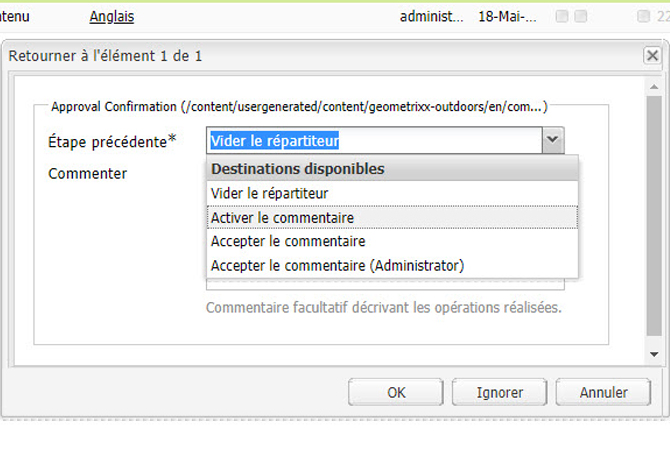 Anglais administ... 18-Mai-...
Retourner à l'élément 1 de 1
Approval Confirmation (/content/usergenerated/content/geometrixx-outdoors/en/com...)
Étape précédente* Vider le répartiteur
Commenter
Destinations disponibles
Vider le répartiteur
Activer le commentaire
Accepter le commentaire
Accepter le commentaire (Administrator)
Commentaire facultatif décrivant les opérations réalisées.
OK Ignorer Annuler